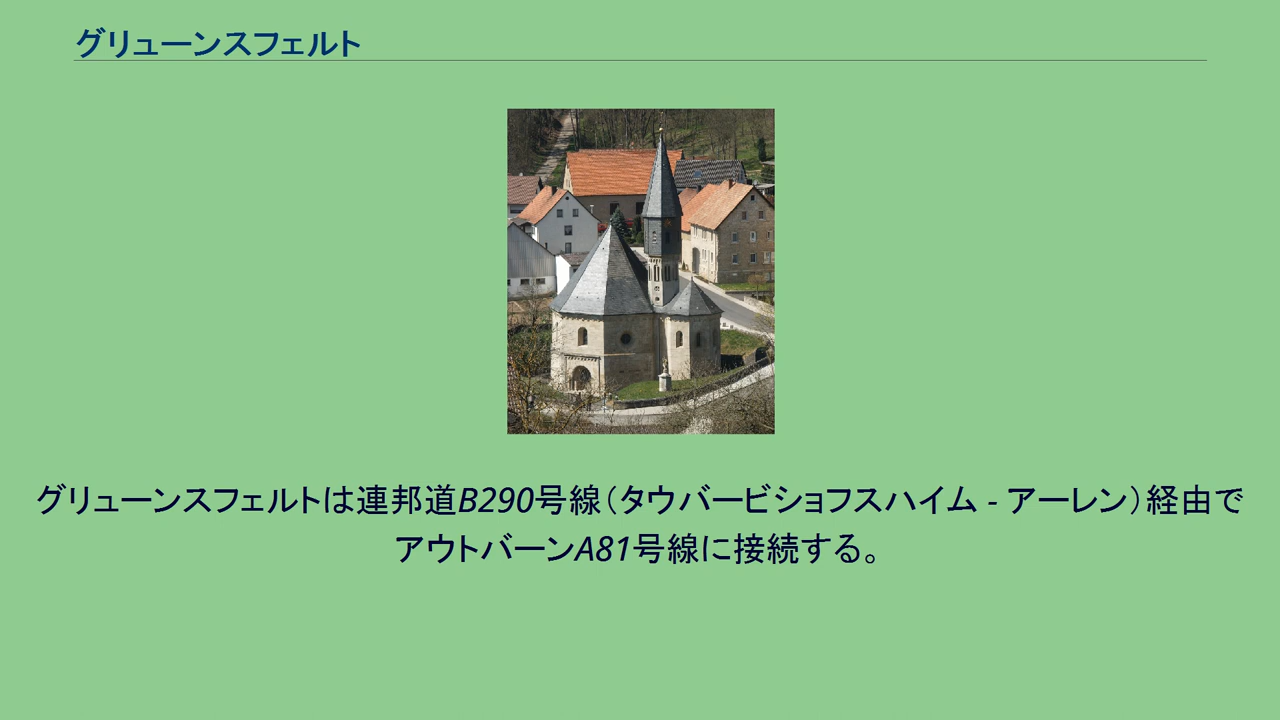 グリューンスフェルト
グリューンスフェルトは連邦道B290号線（タウバービショフスハイム - アーレン）経由で
アウトバーンA81号線に接続する。